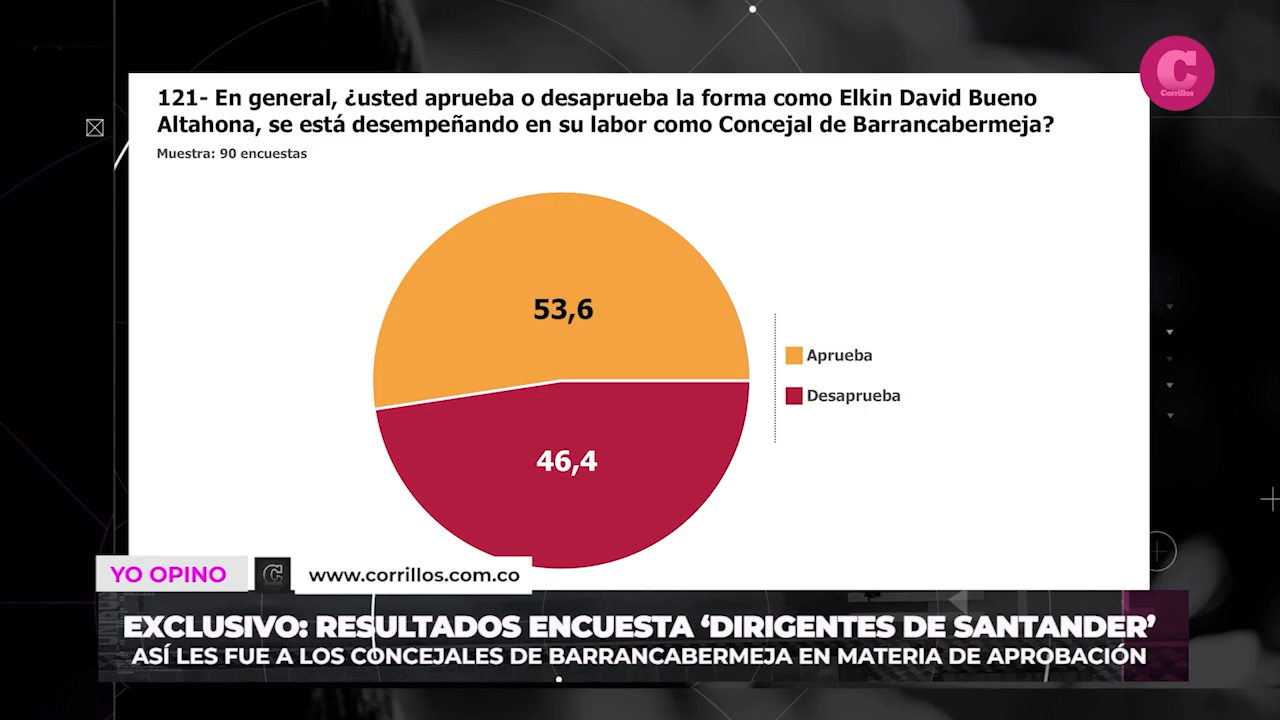 121- En general, ¿usted aprueba o desaprueba la forma como Elkin David Bueno
Altahona, se está desempeñando en su labor como Concejal de Barrancabermeja?
Muestra: 90 encuestas
C
Corrillos
53,6
46,4
Aprueba
Desaprueba
YO OPINO
C
www.corrillos.com.co
EXCLUSIVO: RESULTADOS ENCUESTA ‘DIRIGENTES DE SANTANDER’
ASÍ LES FUE A LOS CONCEJALES DE BARRANCABERMEJA EN MATERIA DE APROBACIÓN